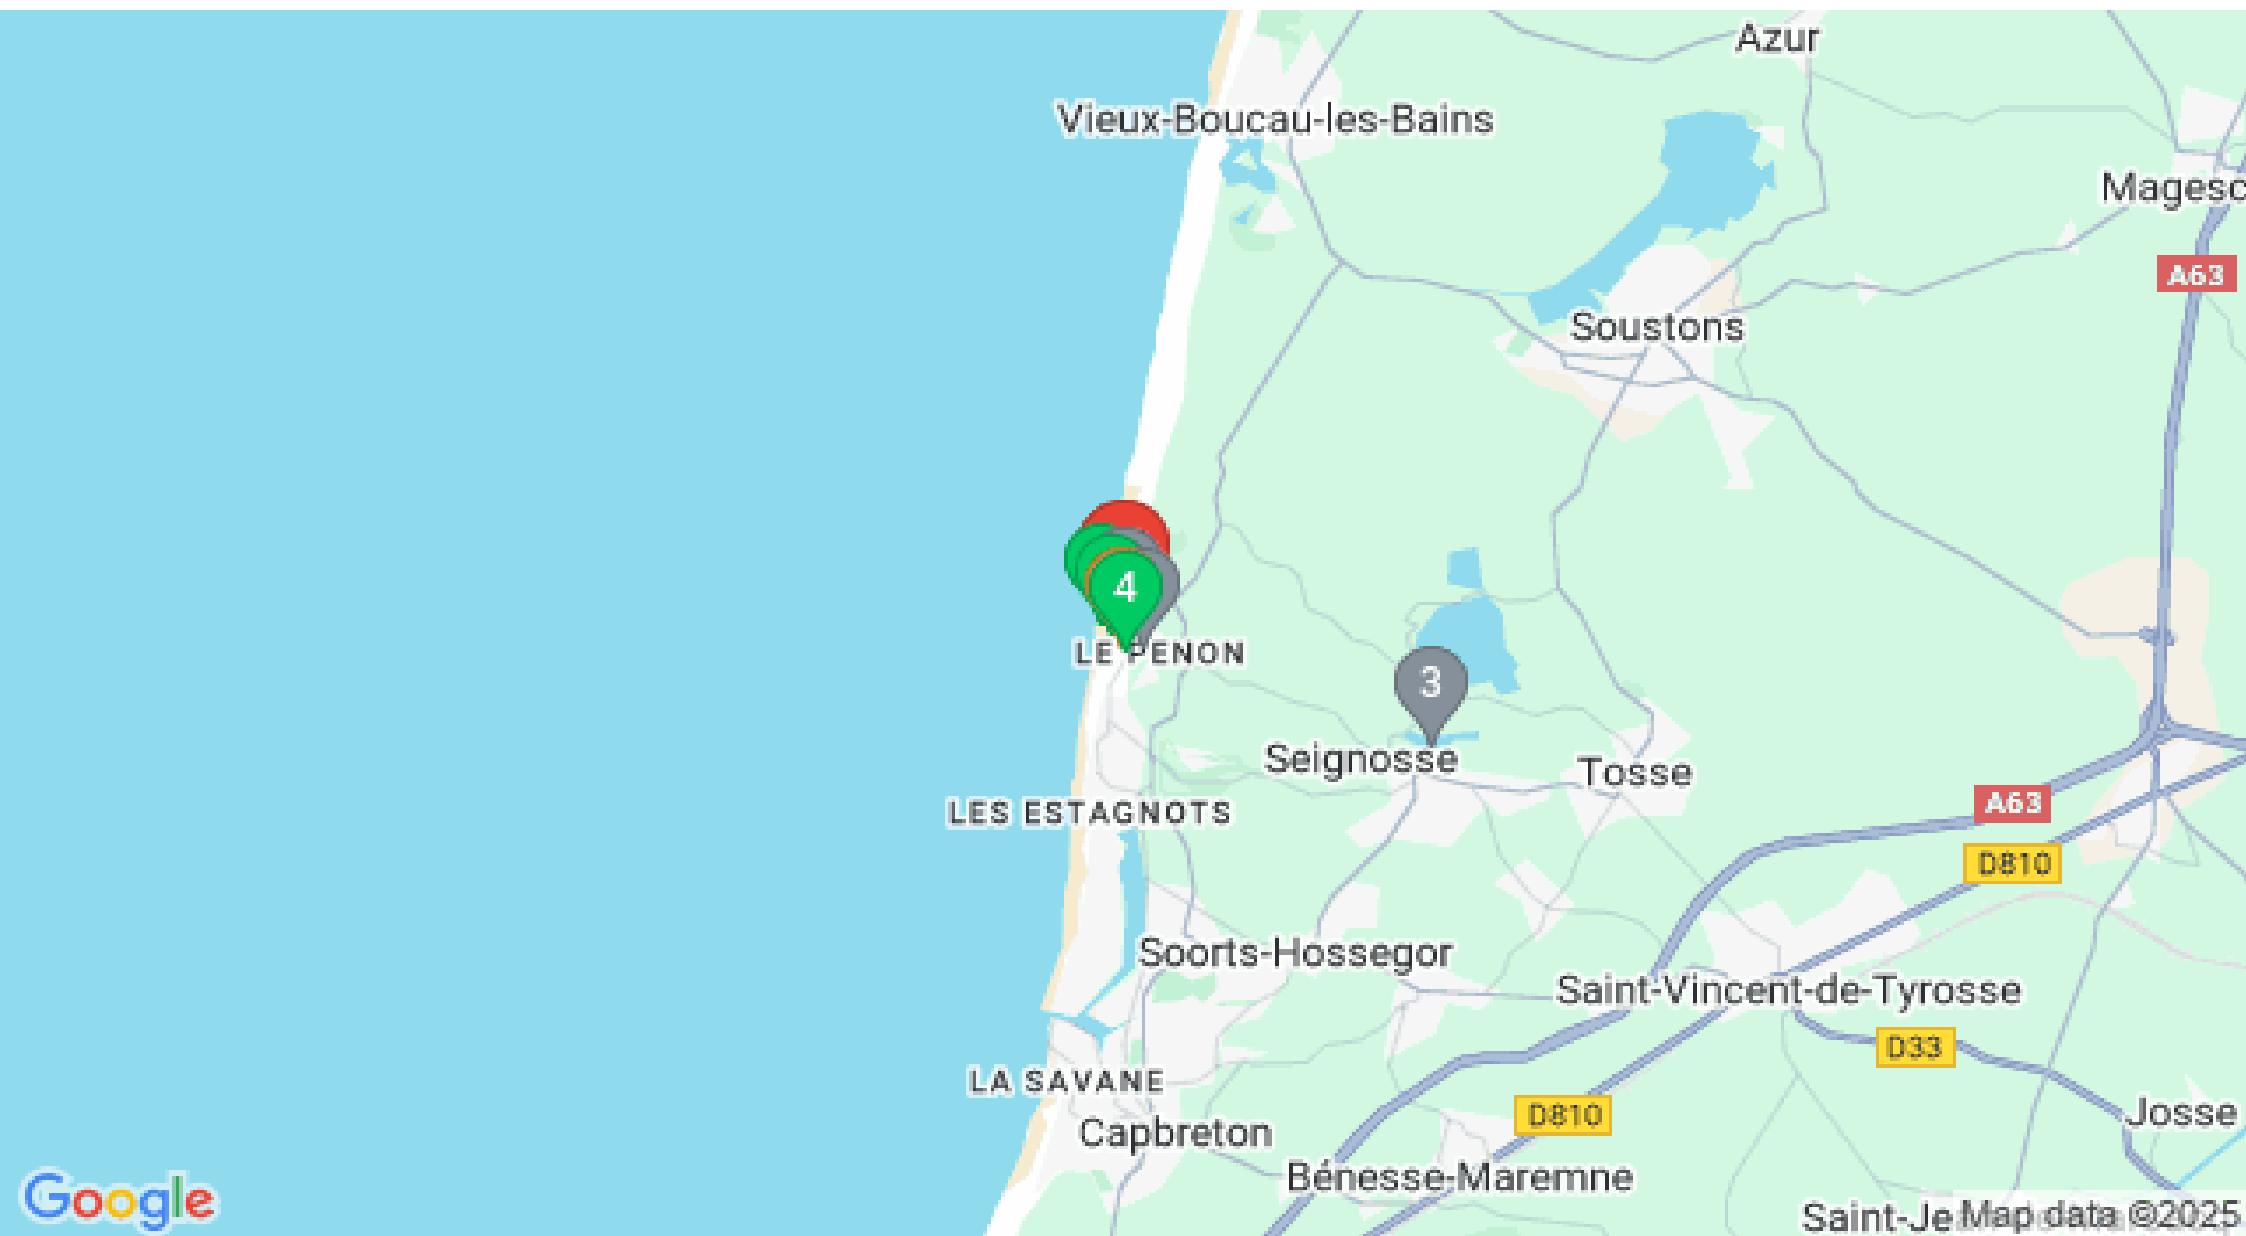 Azur
Vieux-Boucau-les-Bains
Magesc
A63
Soustons
4
LE PENON
3
Seignosse
Tosse
LES ESTAGNOTS
A63
D810
Soorts-Hossegor
Saint-Vincent-de-Tyrosse
D33
LA SAVANE
D810
Josse
Capbreton
Bénesse-Maremne
Google
Saint-Je
Map data ©2025